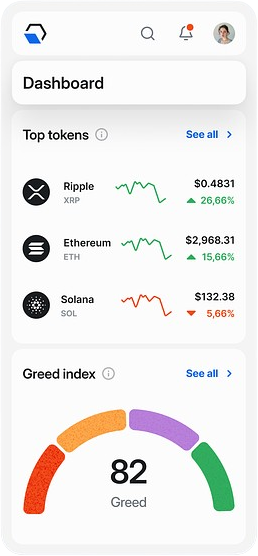 Dashboard
Top tokens
See all
Ripple
XRP
$0.4831
26,66%
Ethereum
ETH
$2,968.31
15,66%
Solana
SOL
$132.38
5,66%
Greed index
See all
82
Greed